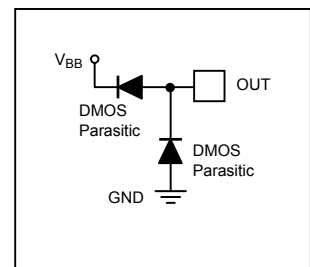 VBB
OUT
DMOS
Parasitic
DMOS
Parasitic
GND